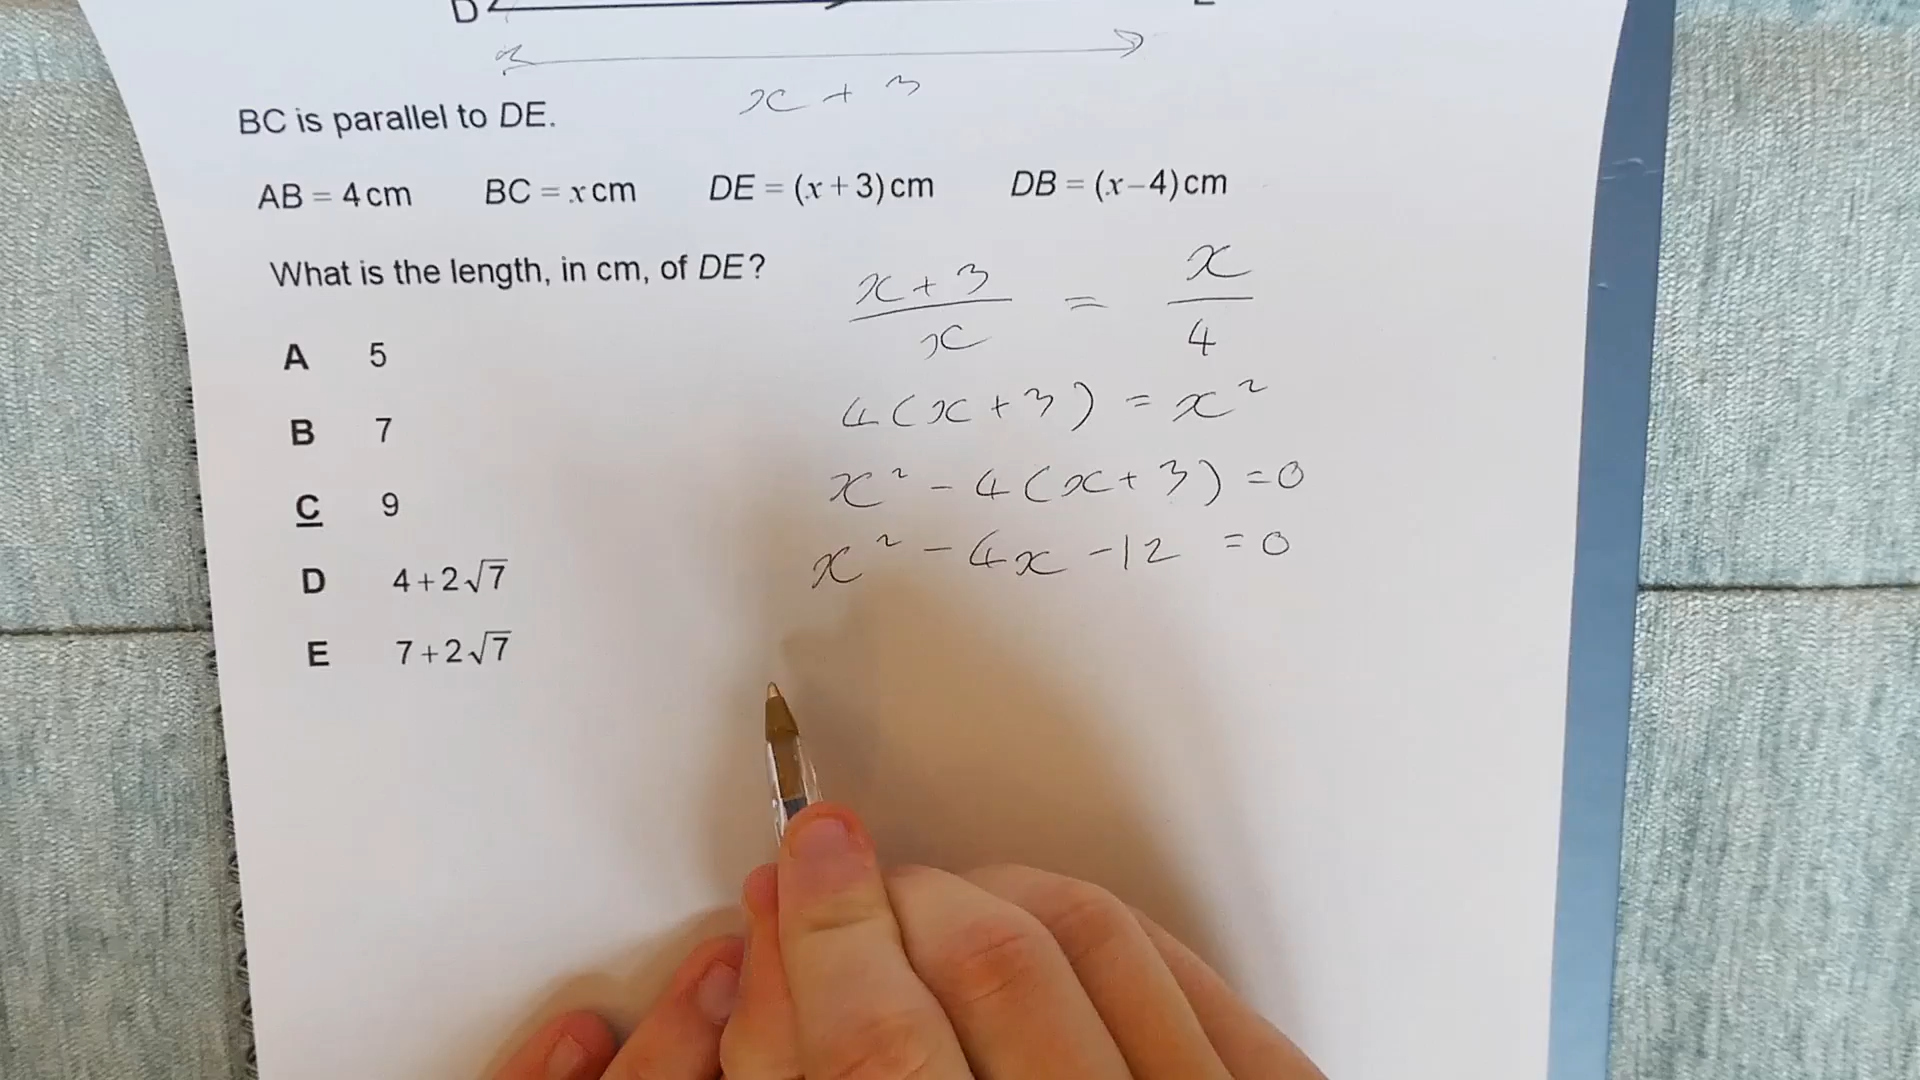 D
x + 3
BC is parallel to DE.
AB = 4 cm BC = x cm DE = (x + 3) cm DB = (x − 4) cm
What is the length, in cm, of DE?
x + 3 / x = x / 4
A 5
4(x + 3) = x²
B 7
x² − 4(x + 3) = 0
C 9
x² − 4x − 12 = 0
D 4 + 2√7
E 7 + 2√7